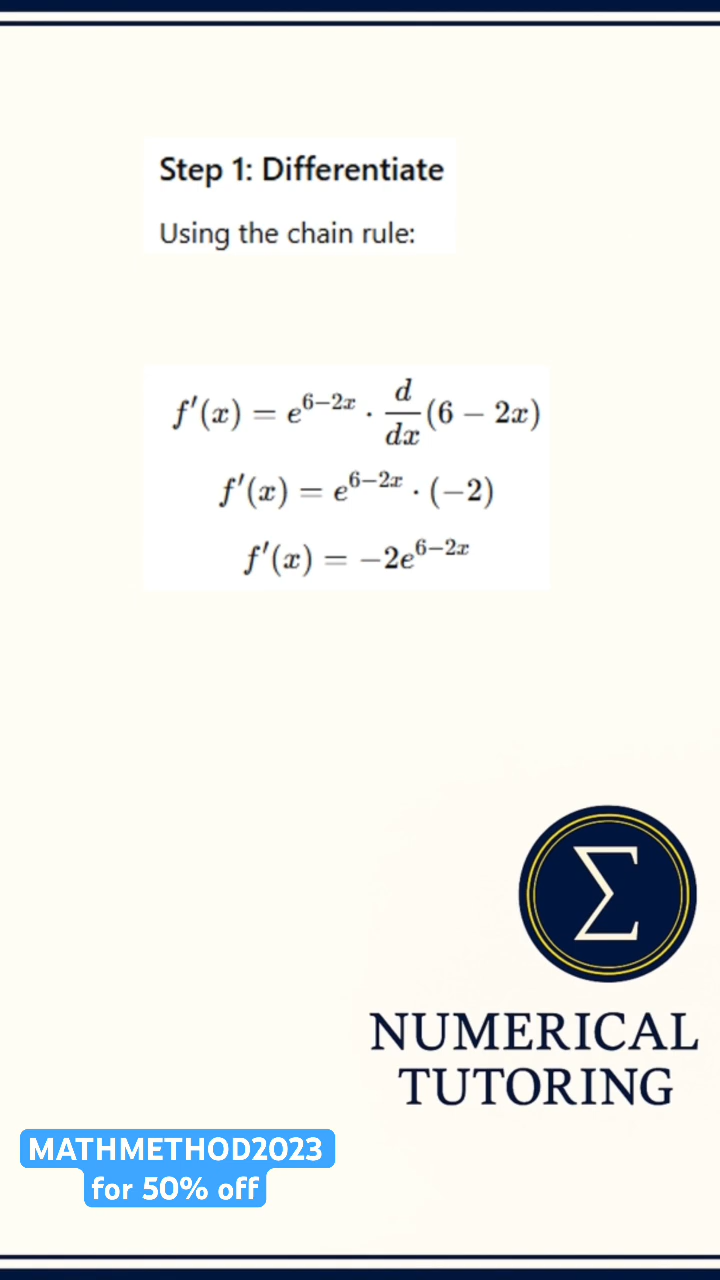 Step 1: Differentiate
Using the chain rule:
f′(x) = e^{6−2x} · \frac{d}{dx}(6 − 2x)
f′(x) = e^{6−2x} · (−2)
f′(x) = −2e^{6−2x}
Σ
NUMERICAL
TUTORING
MATHMETHOD2023
for 50% off